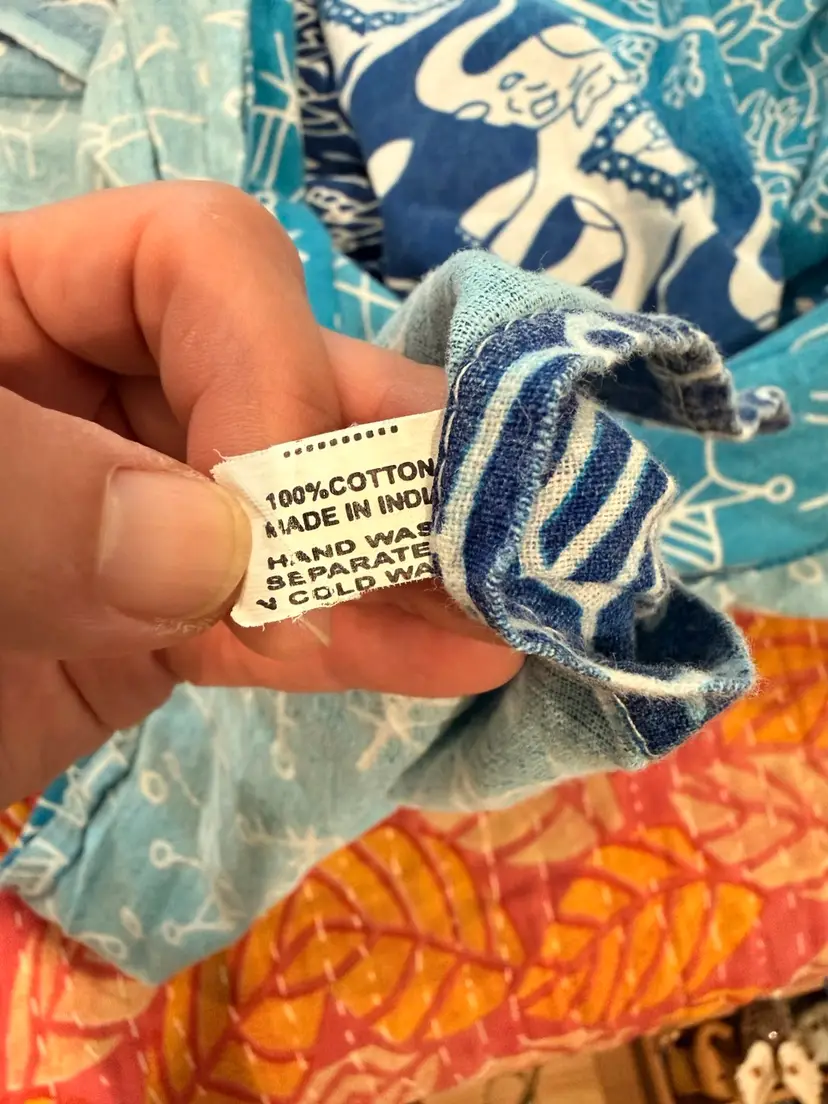 100% COTTON
MADE IN INDI
HAND WAS
SEPARATE
COLD WA